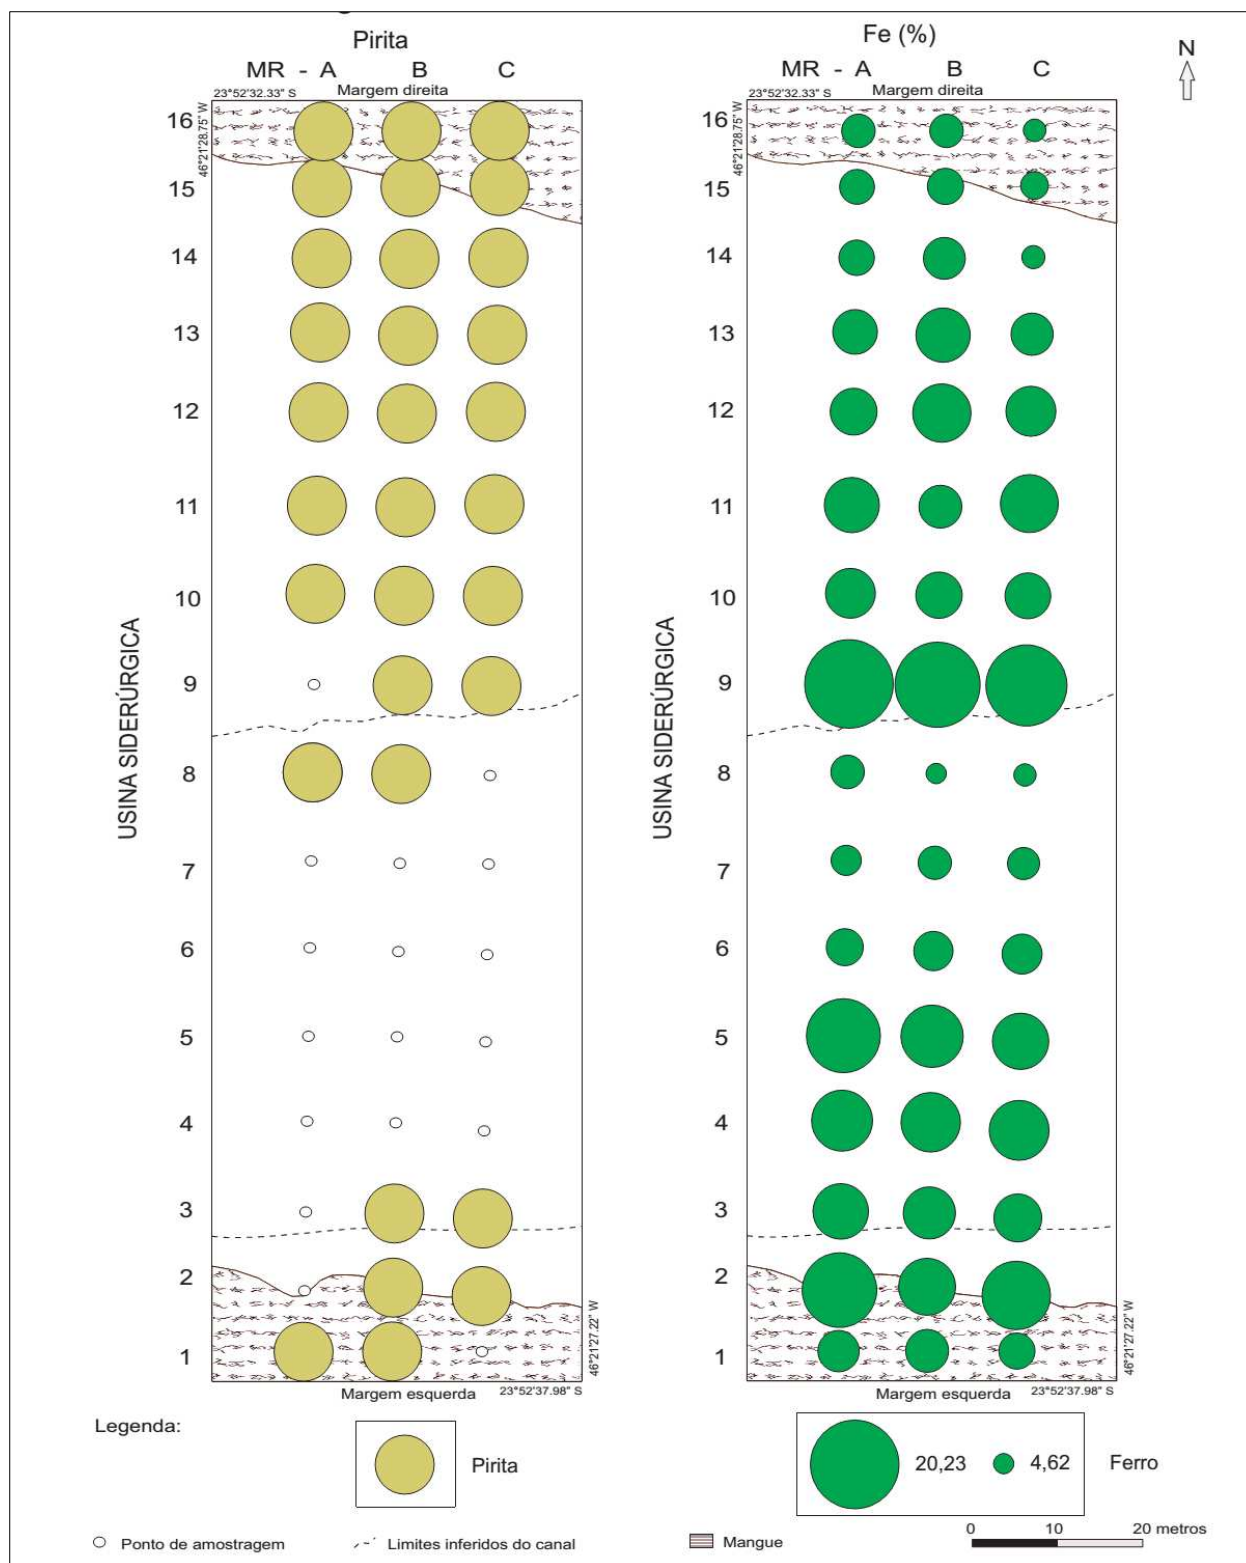 Pirita
MR - A B C
23°52'32.33" S Margem direita
46°21'28.75" W
16
15
14
13
12
11
10
9
8
7
6
5
4
3
2
1
USINA SIDERÚRGICA
46°21'27.22" W
Margem esquerda 23°52'37.98" S
Fe (%)
MR - A B C
N
23°52'32.33" S Margem direita
46°21'28.75" W
16
15
14
13
12
11
10
9
8
7
6
5
4
3
2
1
USINA SIDERÚRGICA
46°21'27.22" W
Margem esquerda 23°52'37.98" S
Legenda:
Pirita
20,23 4,62 Ferro
Ponto de amostragem Limites inferidos do canal Mangue
0 10 20 metros